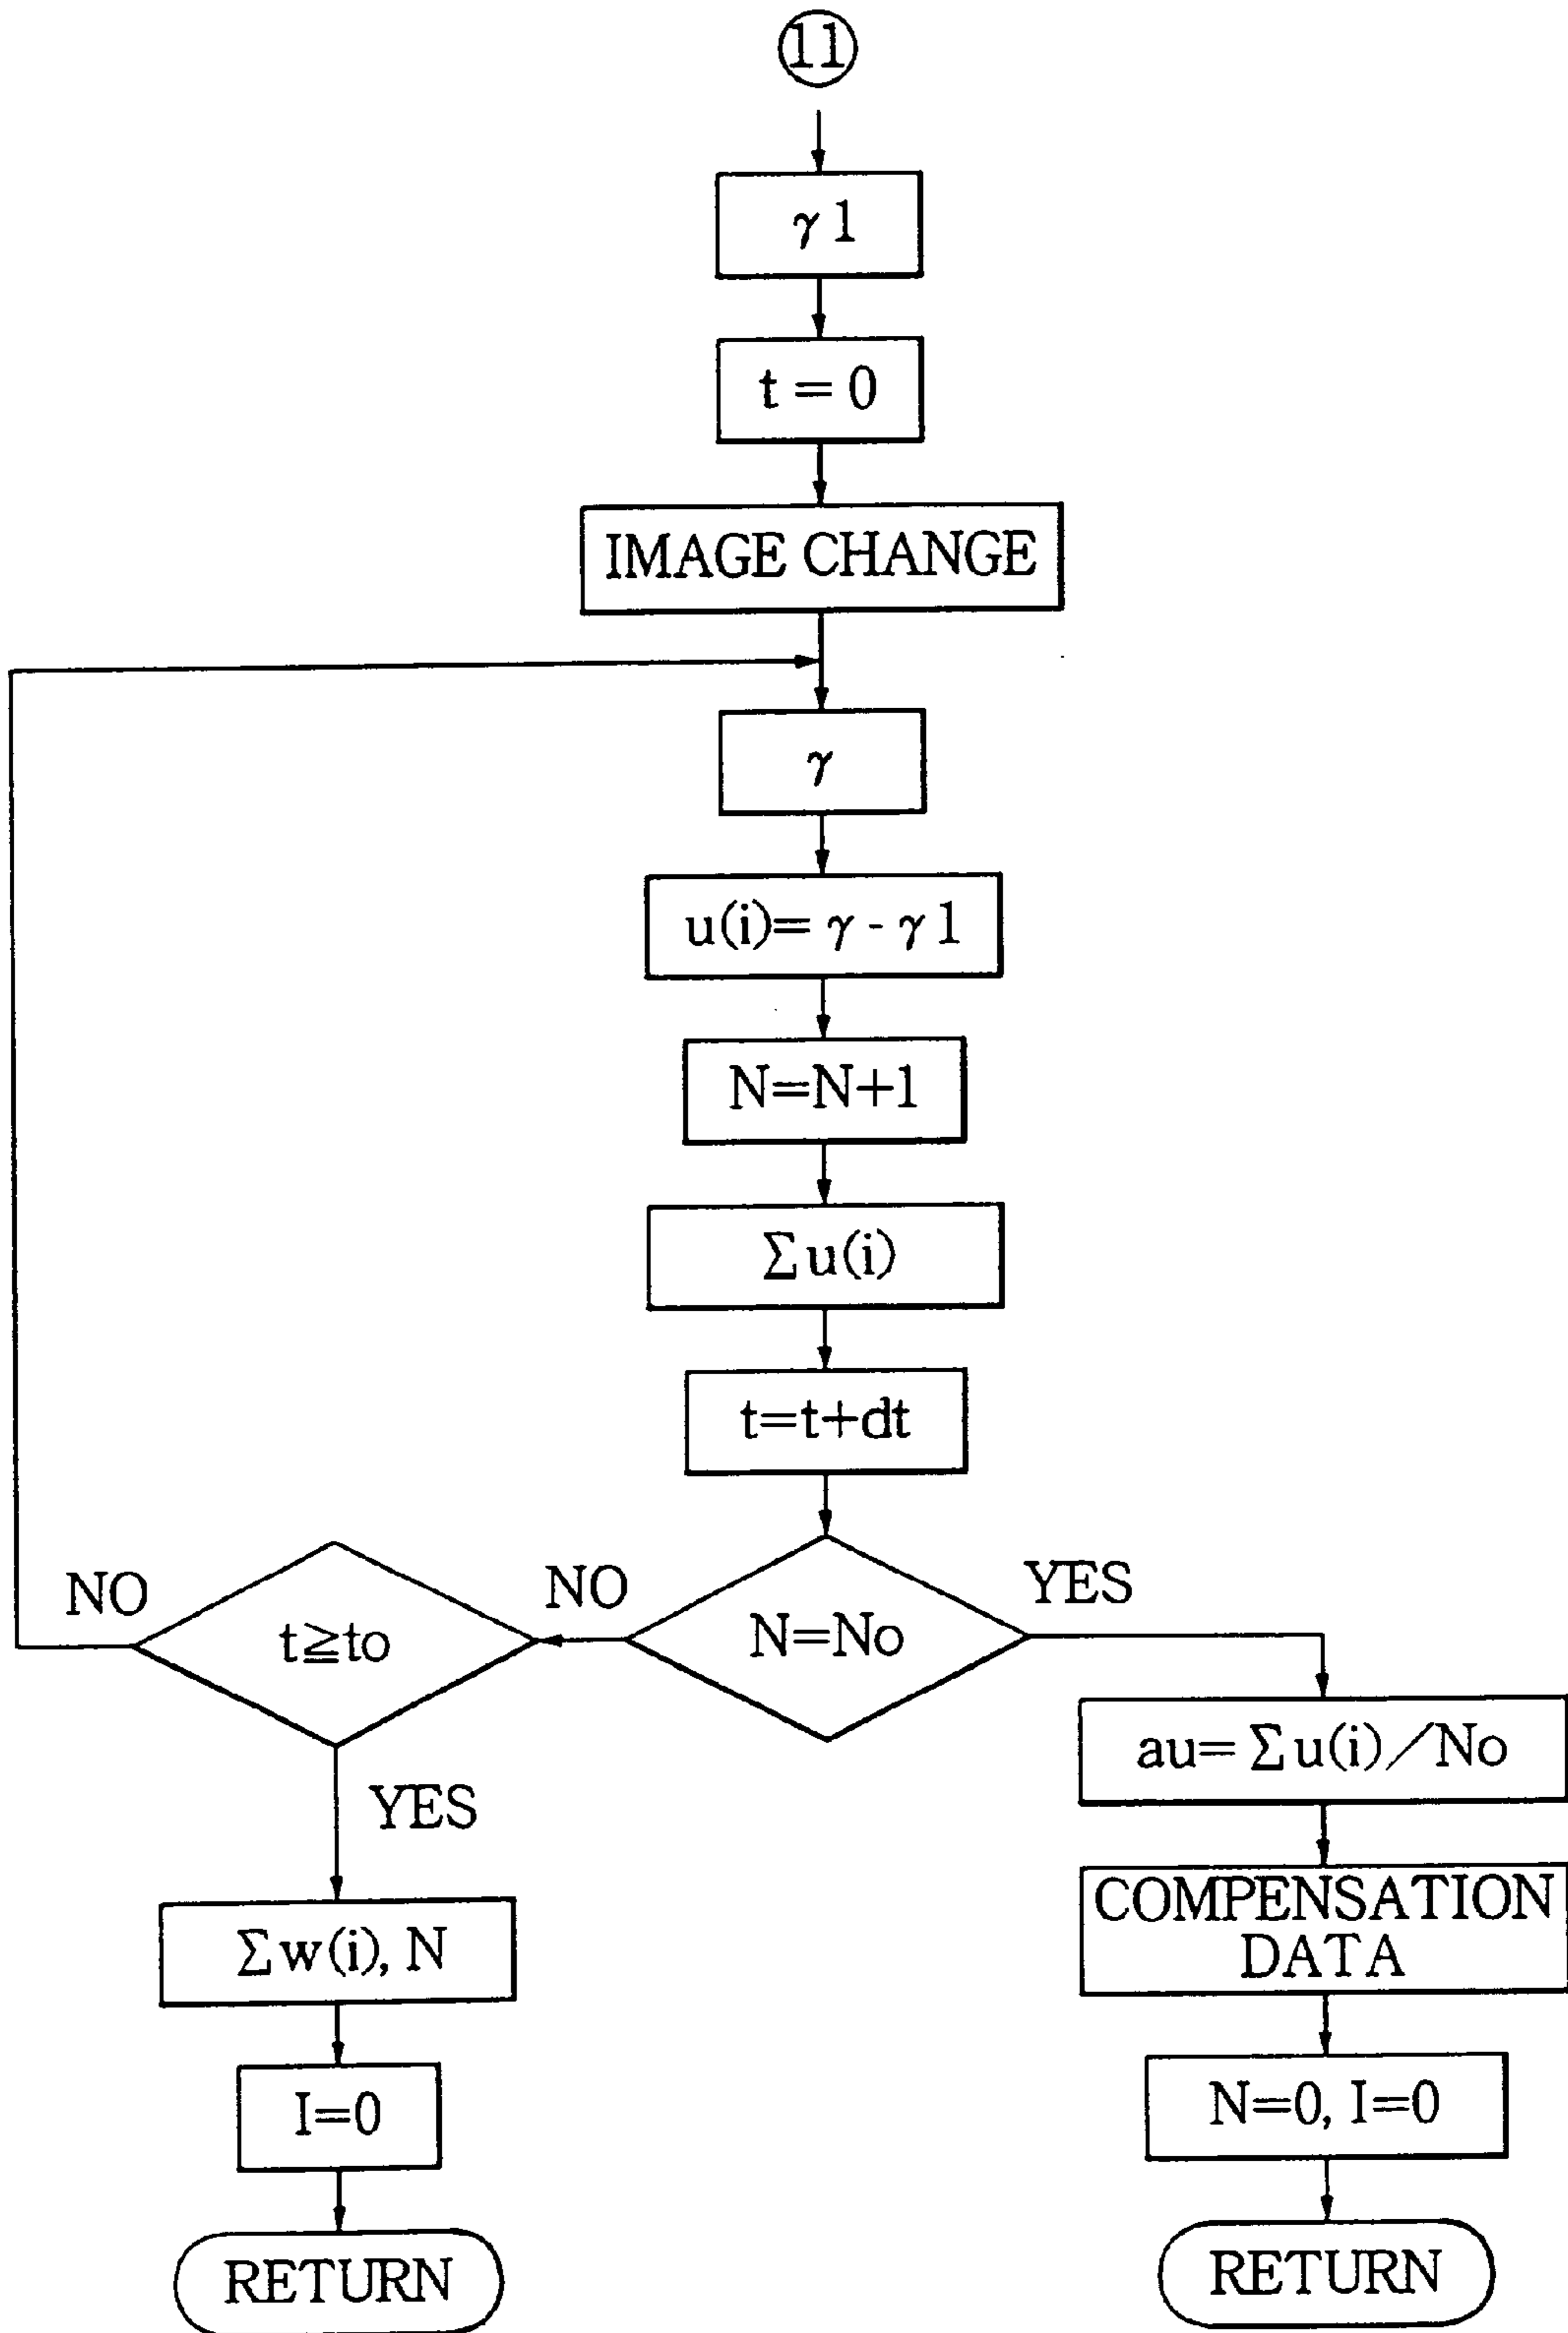 11
γ1
t = 0
IMAGE CHANGE
γ
u(i)= γ - γ1
N=N+1
Σu(i)
t=t+dt
NO
t≧to
NO
N=No
YES
YES
Σw(i), N
I=0
RETURN
au= Σu(i)／No
COMPENSATION
DATA
N=0, I=0
RETURN